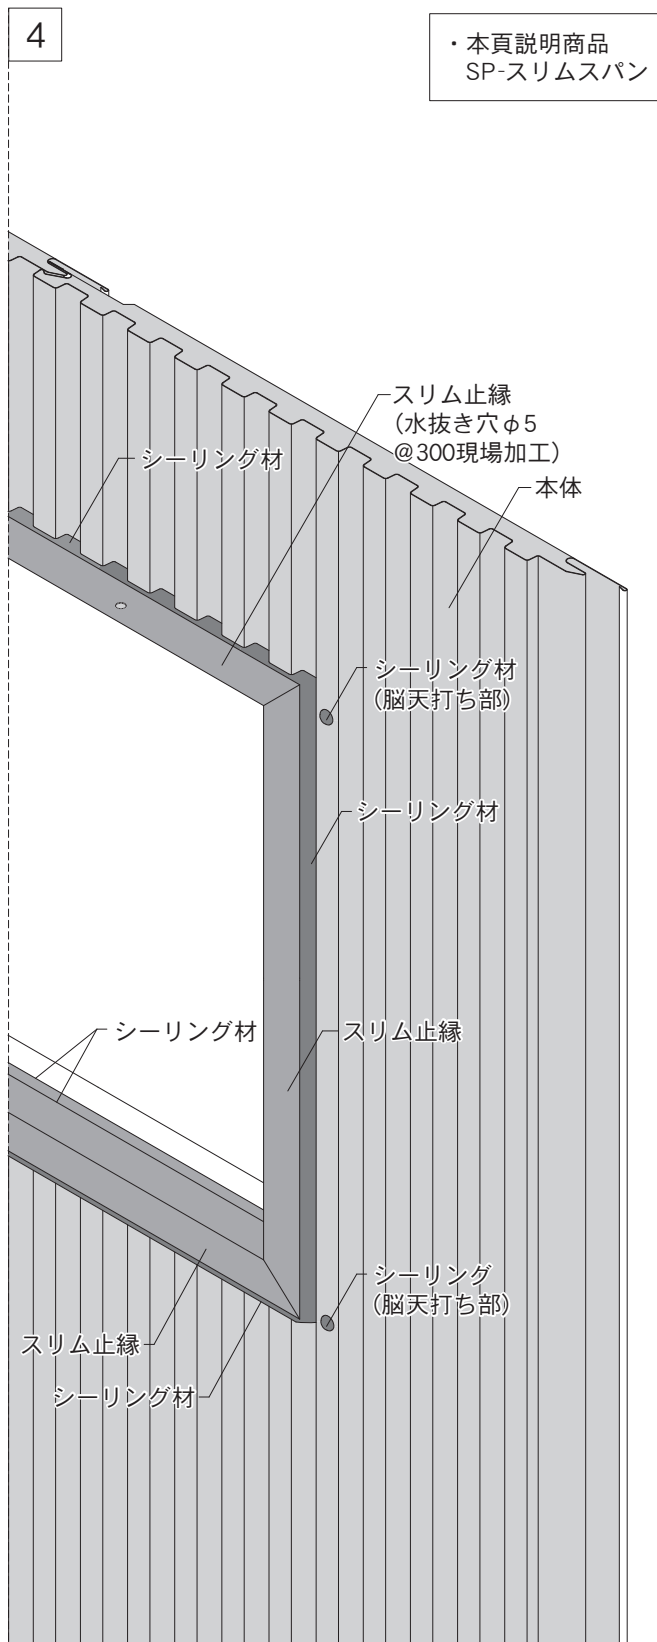 4
・本頁説明商品
SP-スリムスパン
スリム止縁
(水抜き穴φ5
@300現場加工)
シーリング材
本体
シーリング材
(脳天打ち部)
シーリング材
シーリング材
スリム止縁
シーリング
(脳天打ち部)
スリム止縁
シーリング材